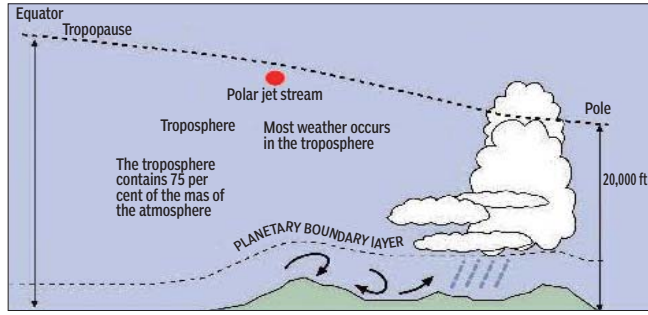 Equator
Tropopause
Polar jet stream
Pole
Troposphere
Most weather occurs
in the troposphere
The troposphere
contains 75 per
cent of the mas of
the atmosphere
20,000 ft
PLANETARY BOUNDARY LAYER